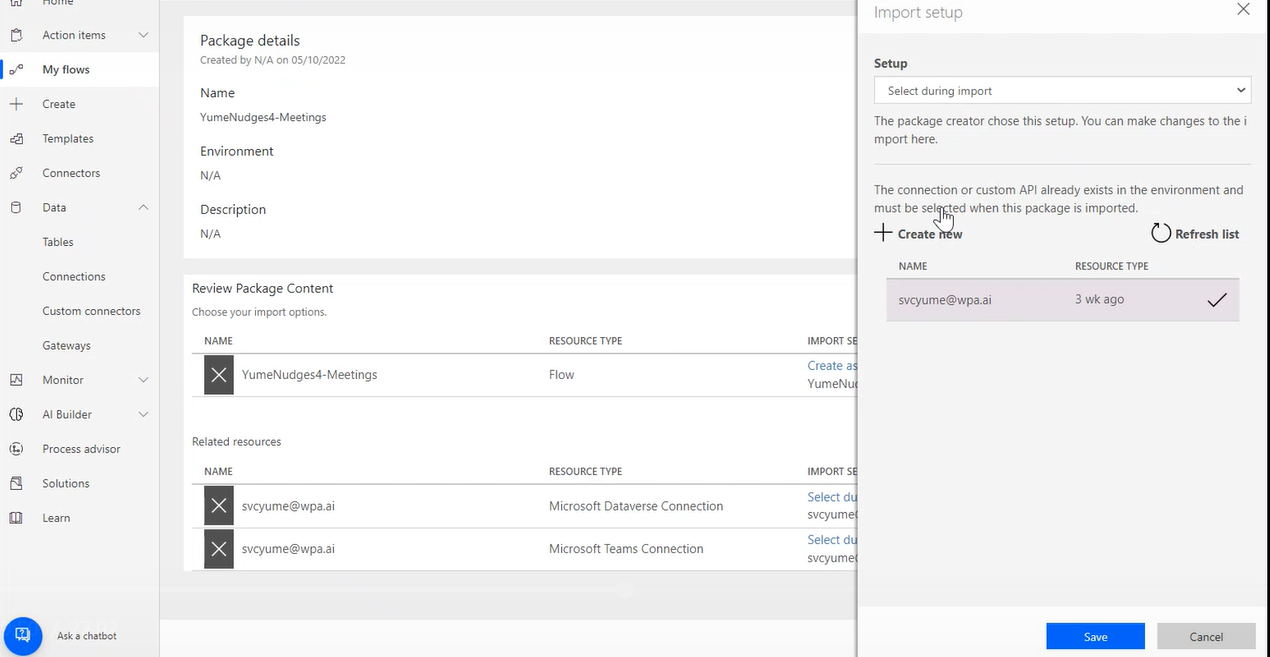 Home
Action items
My flows
Create
Templates
Connectors
Data
Tables
Connections
Custom connectors
Gateways
Monitor
AI Builder
Process advisor
Solutions
Learn
Ask a chatbot
Package details
Created by N/A on 05/10/2022
Name
YumeNudges4-Meetings
Environment
N/A
Description
N/A
Review Package Content
Choose your import options.
NAME RESOURCE TYPE IMPORT SE
YumeNudges4-Meetings Flow Create as
YumeNud
Related resources
NAME RESOURCE TYPE IMPORT SE
svcyume@wpa.ai Microsoft Dataverse Connection Select du
svcyume@
svcyume@wpa.ai Microsoft Teams Connection Select du
svcyume@
Import setup
Setup
Select during import
The package creator chose this setup. You can make changes to the i
mport here.
The connection or custom API already exists in the environment and
must be selected when this package is imported.
Create new Refresh list
NAME RESOURCE TYPE
svcyume@wpa.ai 3 wk ago
Save Cancel